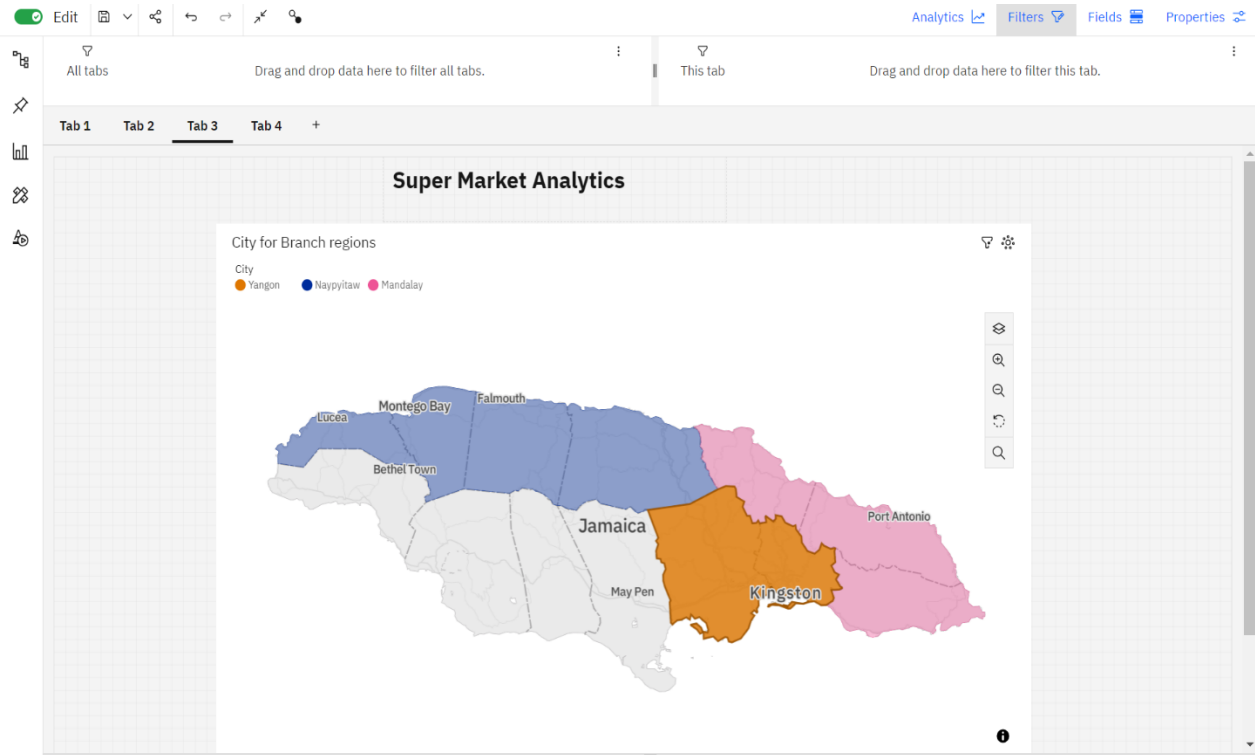 Edit
Analytics
Filters
Fields
Properties
All tabs
Drag and drop data here to filter all tabs.
This tab
Drag and drop data here to filter this tab.
Tab 1
Tab 2
Tab 3
Tab 4
+
Super Market Analytics
City for Branch regions
City
Yangon
Naypyitaw
Mandalay
Falmouth
Montego Bay
Lucea
Bethel Town
Port Antonio
Jamaica
May Pen
Kingston